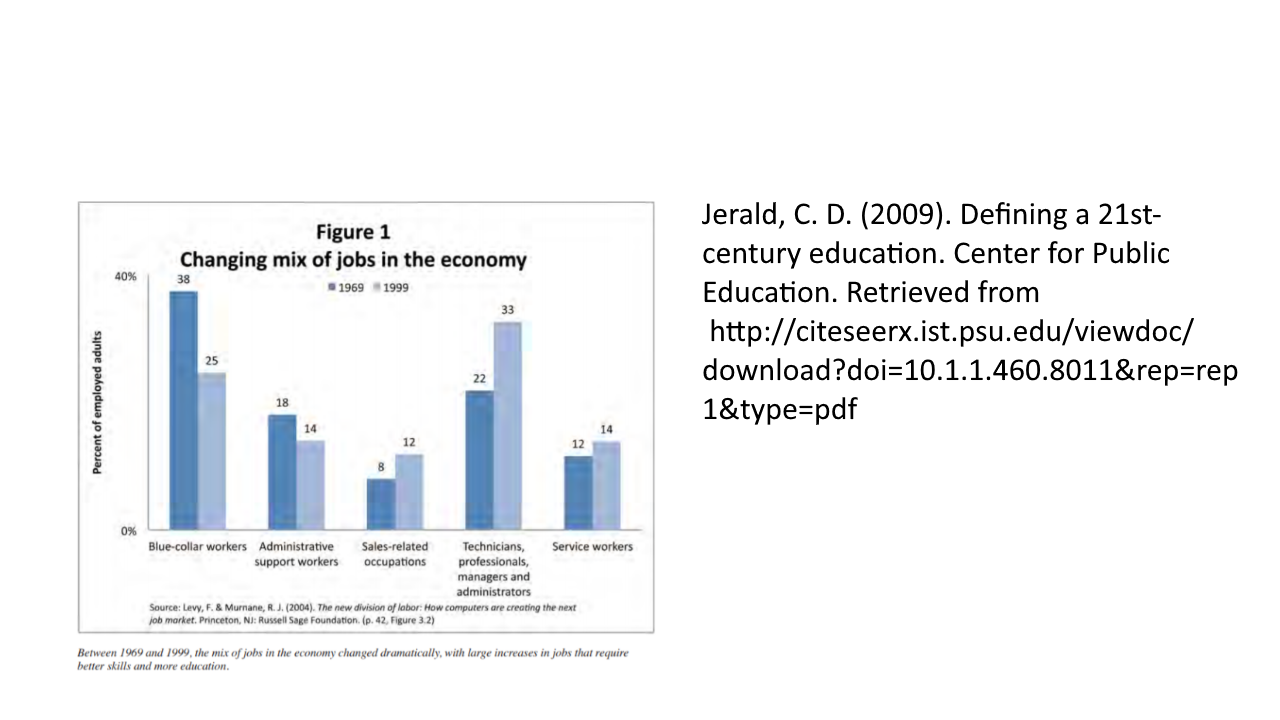 Figure 1
Changing mix of jobs in the economy
40%
38
1969 1999
33
25
22
18
14
12
8
12
14
Percent of employed adults
0%
Blue-collar workers
Administrative
support workers
Sales-related
occupations
Technicians,
professionals,
managers and
administrators
Service workers
Source: Levy, F. & Murnane, R. J. (2004). The new division of labor: How computers are creating the next
job market. Princeton, NJ: Russell Sage Foundation. (p. 42, Figure 3.2)
Between 1969 and 1999, the mix of jobs in the economy changed dramatically, with large increases in jobs that require
better skills and more education.
Jerald, C. D. (2009). Defining a 21st-
century education. Center for Public
Education. Retrieved from
http://citeseerx.ist.psu.edu/viewdoc/
download?doi=10.1.1.460.8011&rep=rep
1&type=pdf